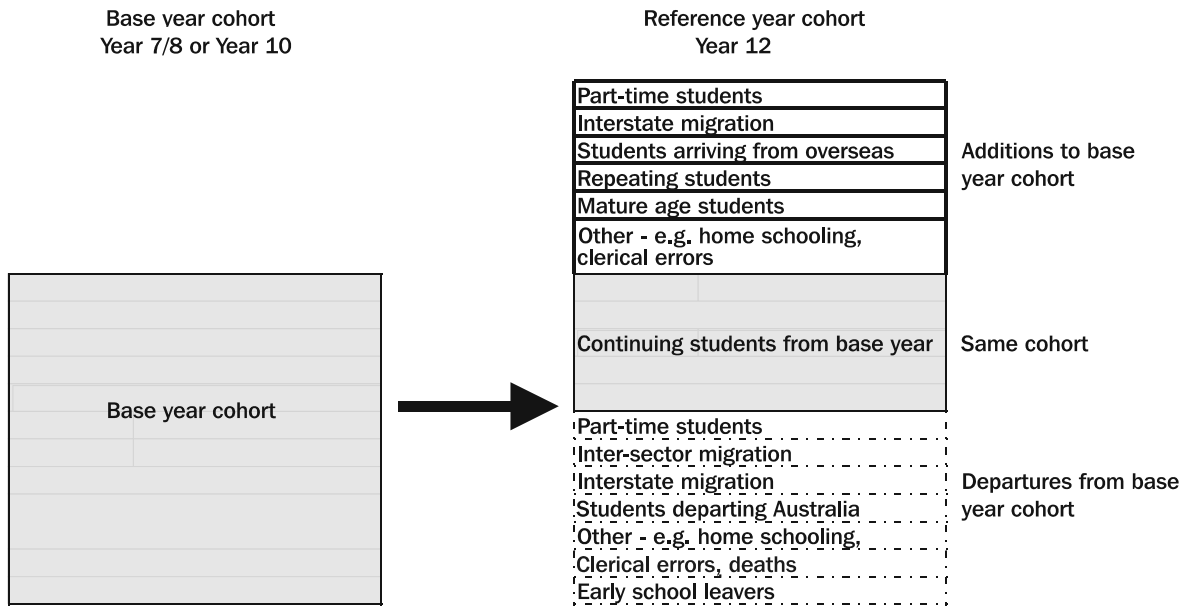 Base year cohort
Year 7/8 or Year 10
Reference year cohort
Year 12
Part-time students
Interstate migration
Students arriving from overseas
Repeating students
Mature age students
Other - e.g. home schooling,
clerical errors
Additions to base
year cohort
Continuing students from base year
Same cohort
Base year cohort
Part-time students
Inter-sector migration
Interstate migration
Students departing Australia
Other - e.g. home schooling,
Clerical errors, deaths
Early school leavers
Departures from base
year cohort